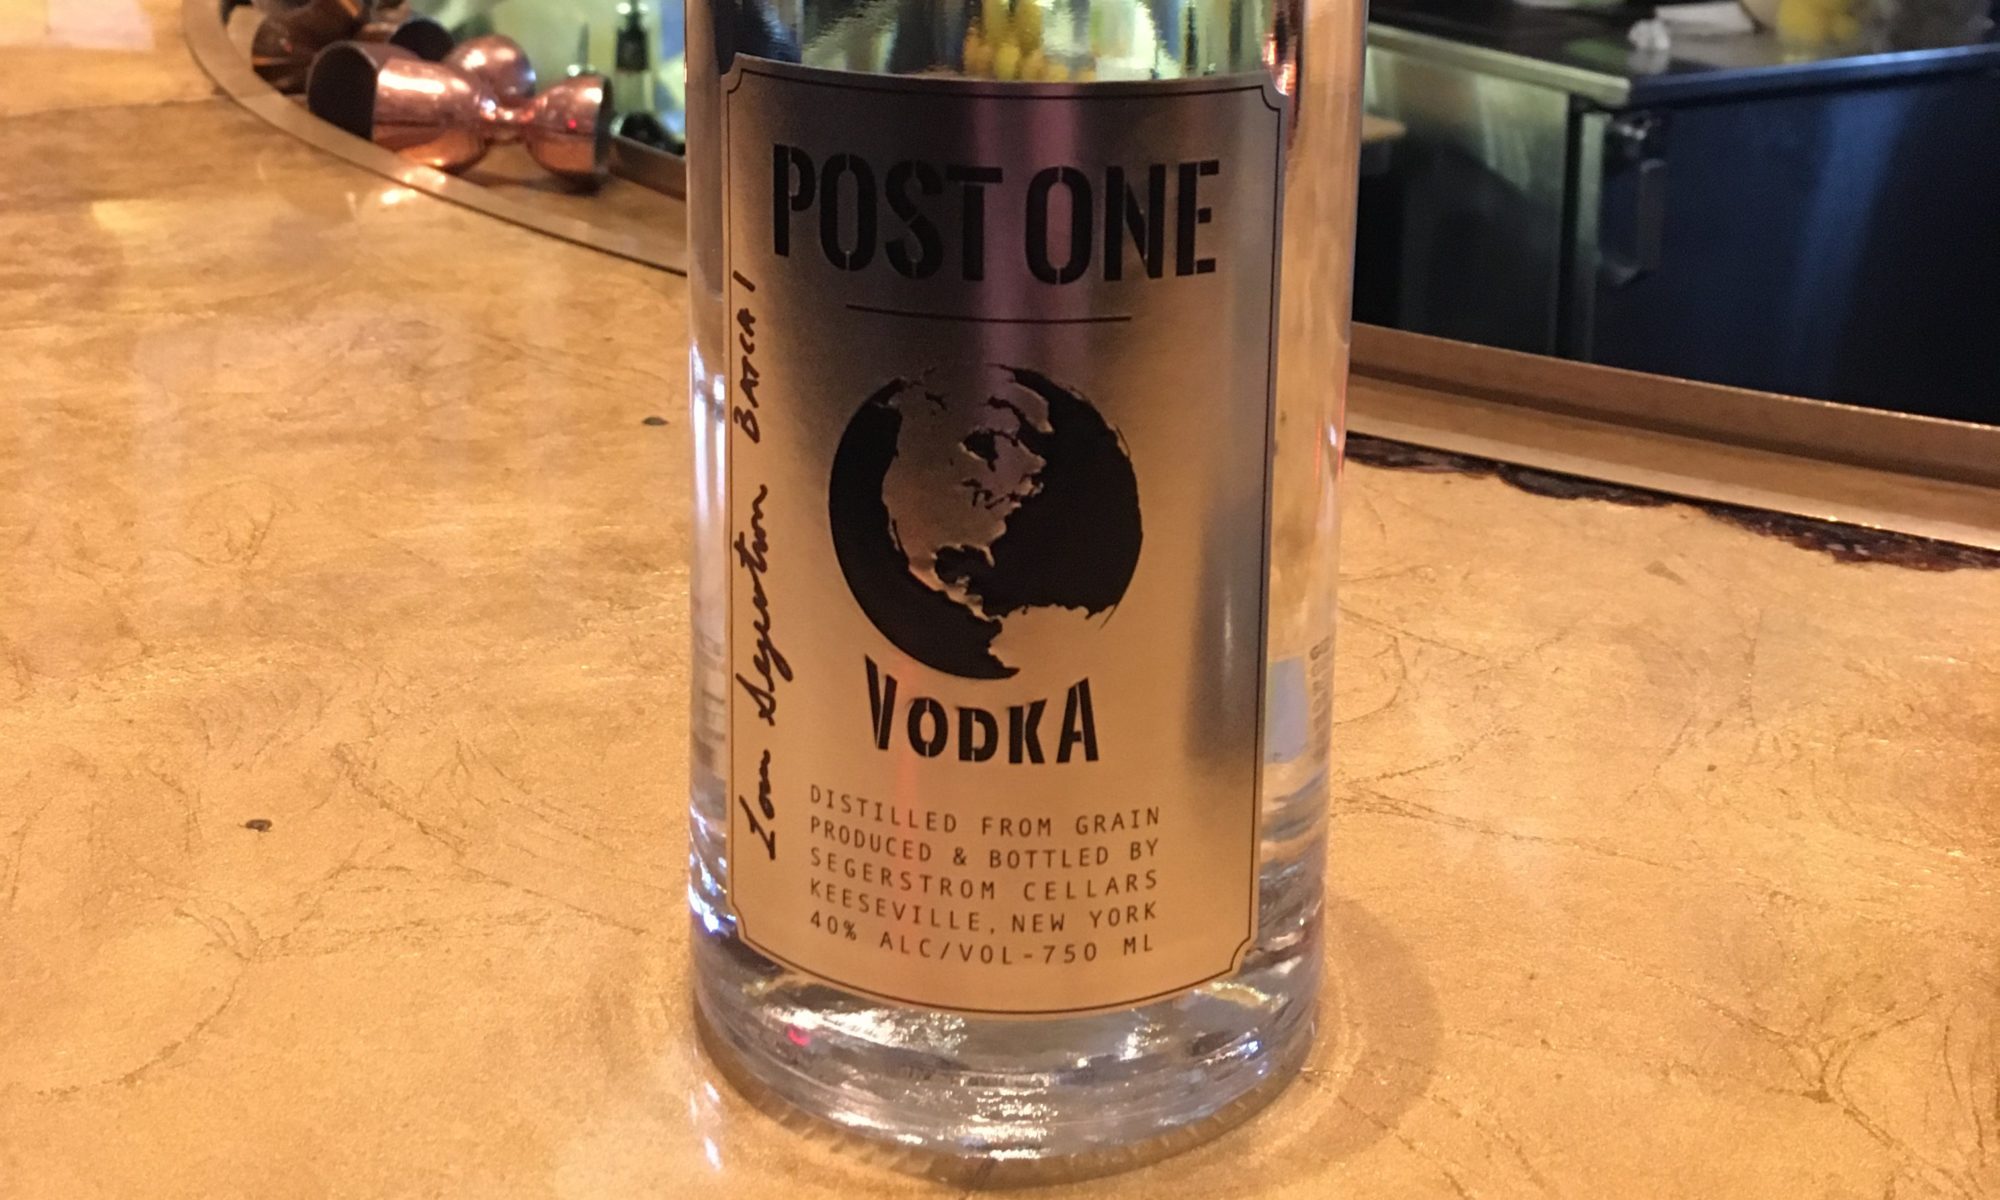 POST ONE
VODKA
DISTILLED FROM GRAIN
PRODUCED & BOTTLED BY
SEGERSTROM CELLARS
KEESEVILLE, NEW YORK
40% ALC/VOL-750 ML
Segerstrom BATCH 1